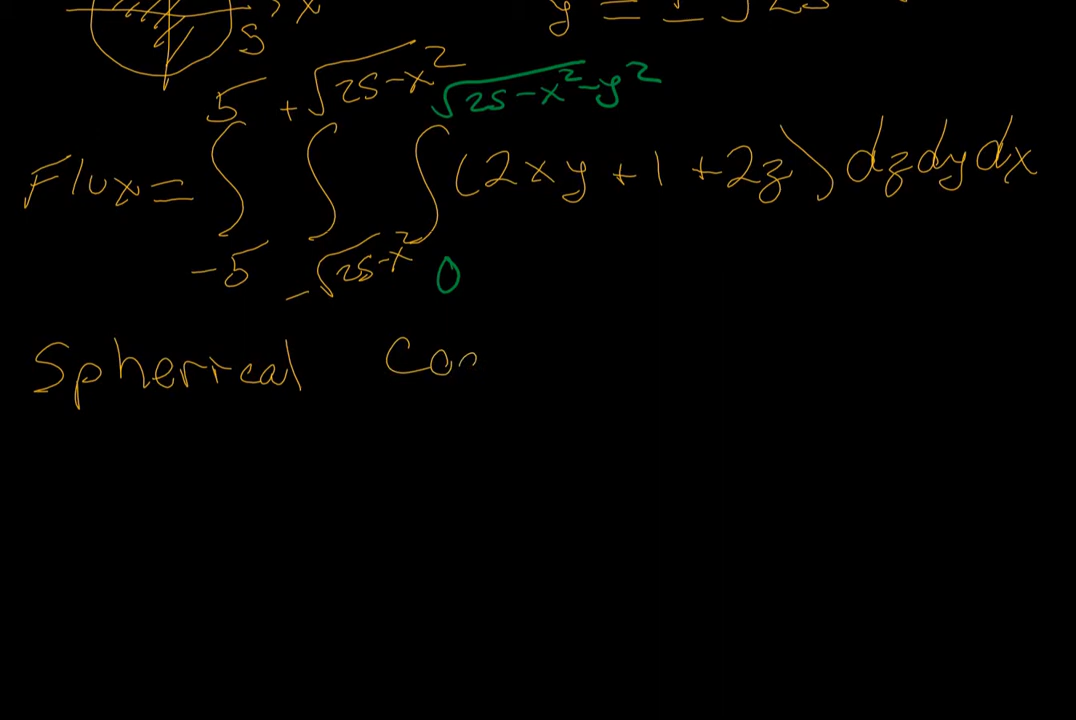 5 x
y = ± √25
5 +√25-x² √25-x²-y²
Flux = ∫ ∫ ∫ (2xy + 1 + 2z) dz dy dx
-5 -√25-x² 0
Spherical Coo